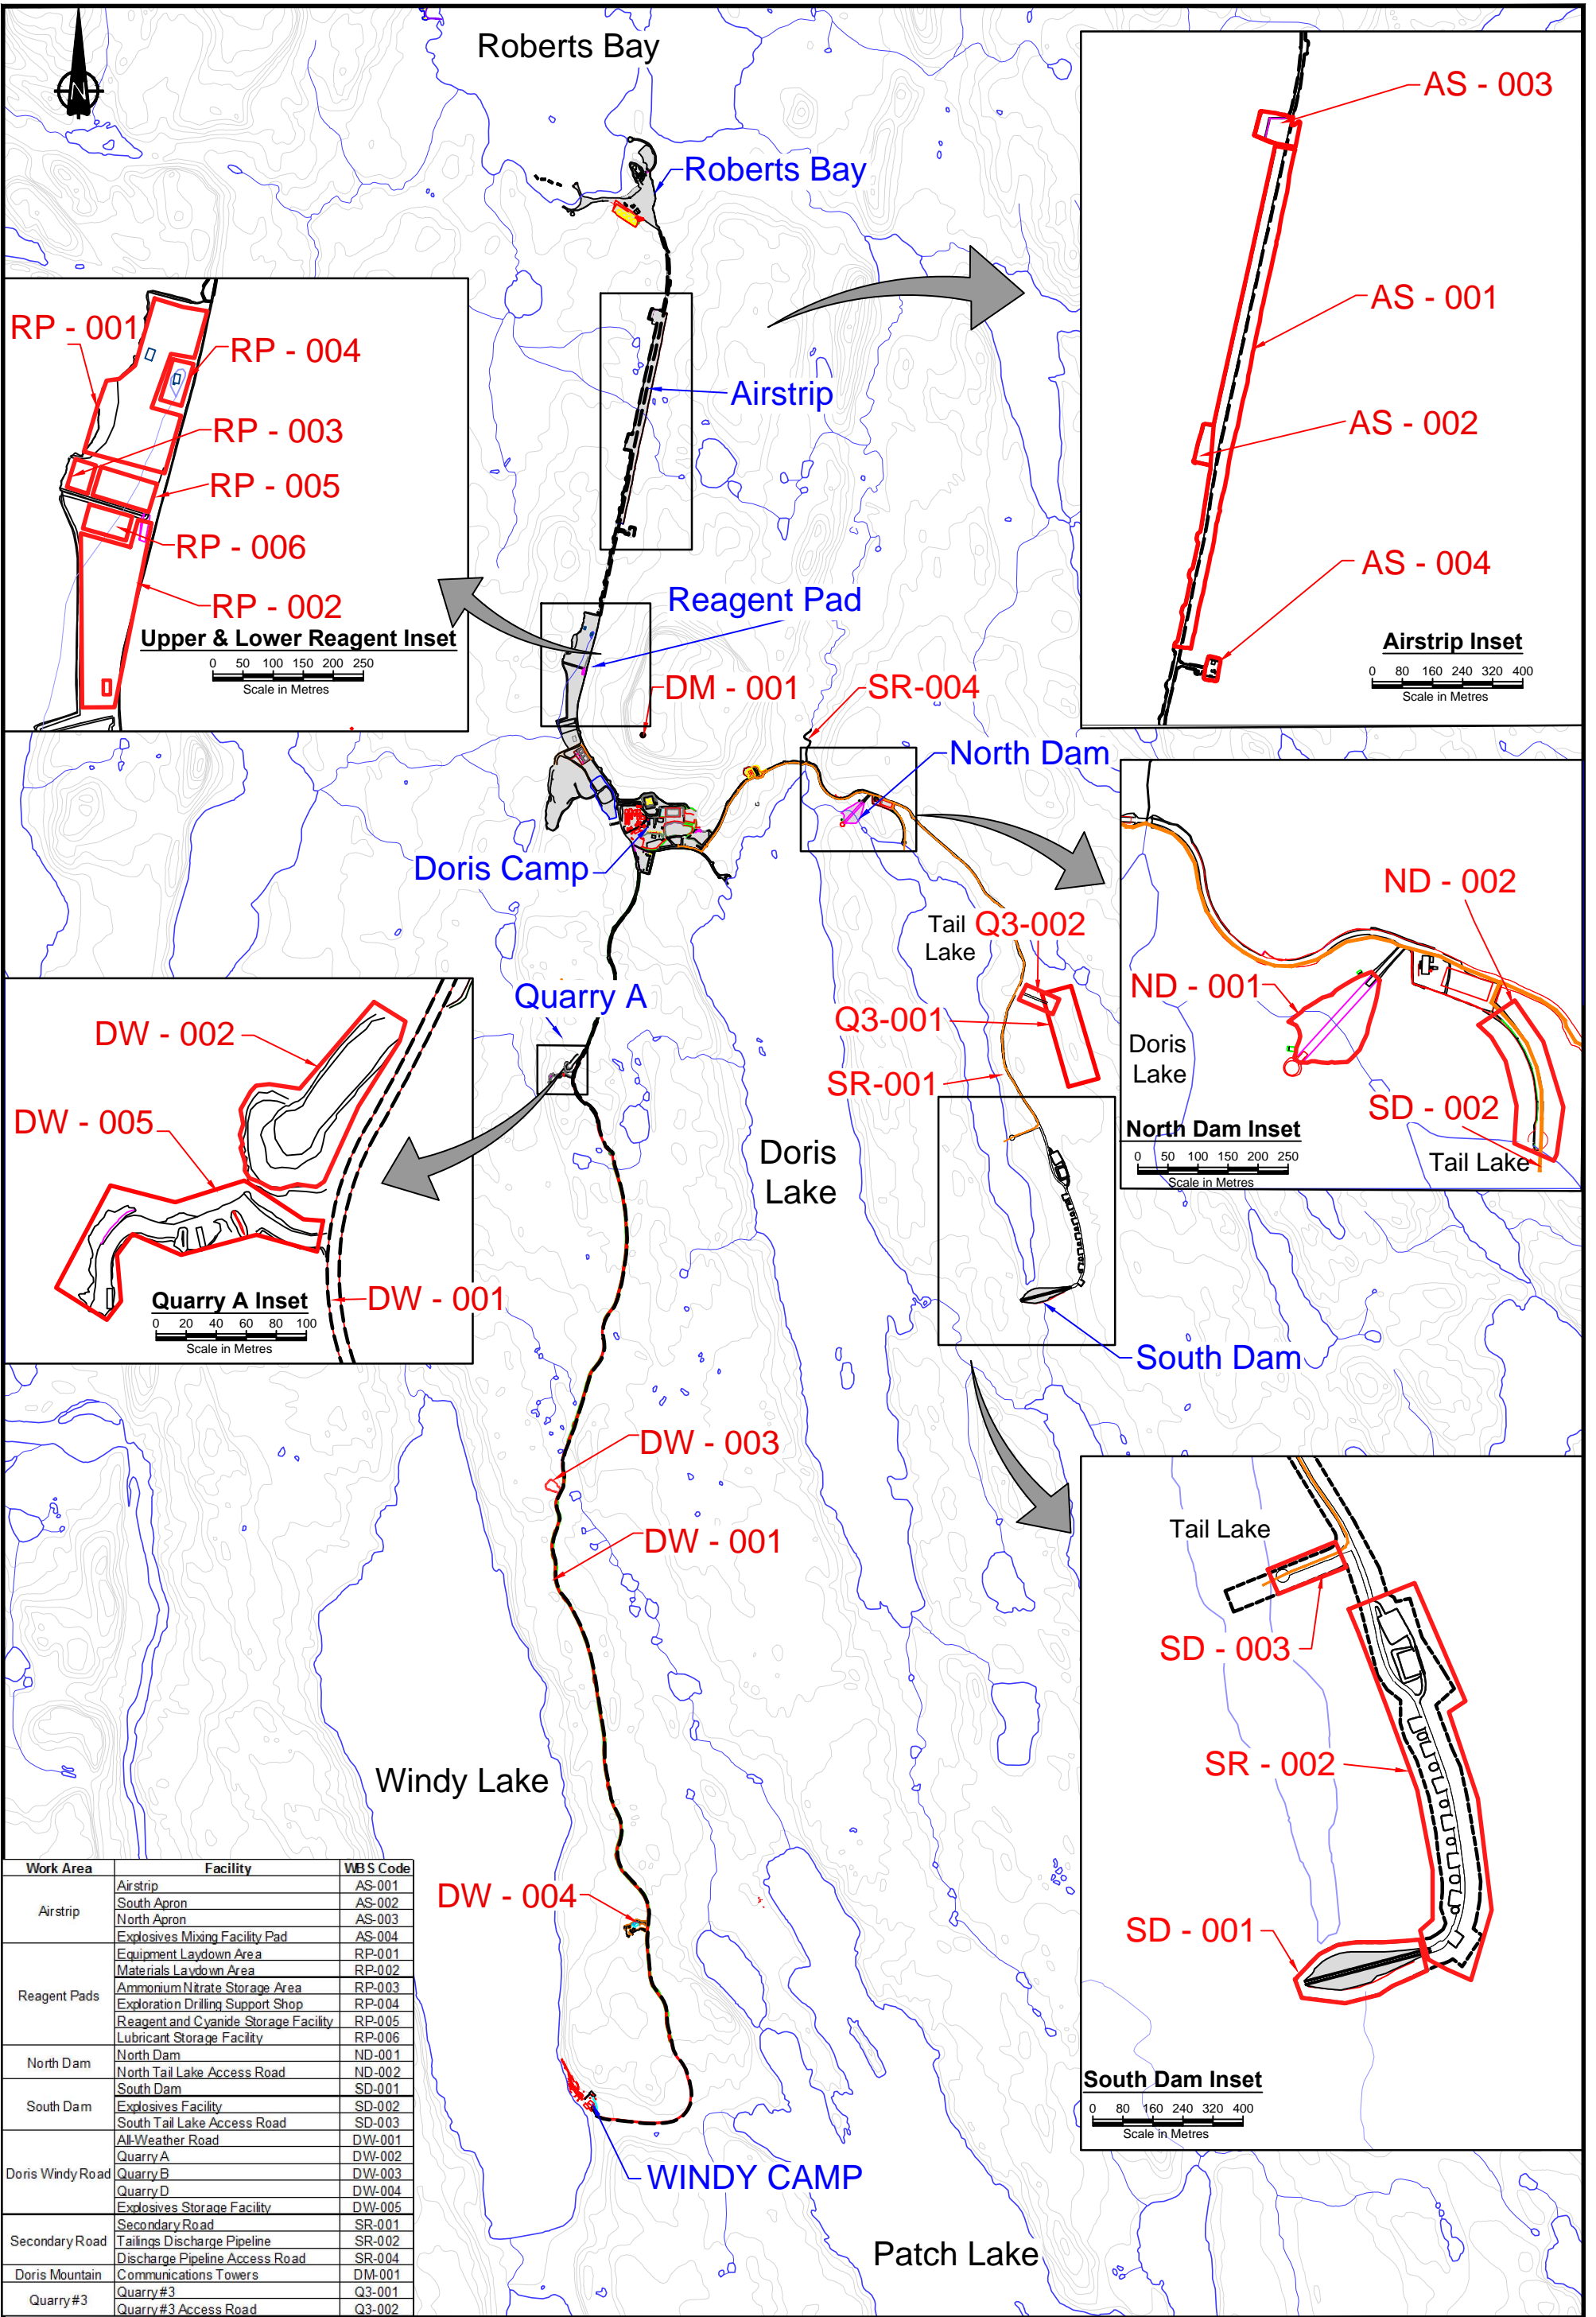 Roberts Bay
N
AS - 003
Roberts Bay
RP - 001
RP - 004
AS - 001
Airstrip
RP - 003
AS - 002
RP - 005
RP - 006
AS - 004
RP - 002
Reagent Pad
Upper & Lower Reagent Inset
0 50 100 150 200 250
Scale in Metres
Airstrip Inset
0 80 160 240 320 400
Scale in Metres
DM - 001
SR-004
North Dam
Doris Camp
ND - 002
Tail
Lake
Q3-002
Quarry A
ND - 001
DW - 002
Q3-001
Doris
Lake
SR-001
DW - 005
SD - 002
North Dam Inset
0 50 100 150 200 250
Scale in Metres
Tail Lake
Doris
Lake
Quarry A Inset
0 20 40 60 80 100
Scale in Metres
DW - 001
South Dam
DW - 003
DW - 001
Tail Lake
SD - 003
SR - 002
Windy Lake
DW - 004
SD - 001
South Dam Inset
0 80 160 240 320 400
Scale in Metres
WINDY CAMP
Patch Lake
Work Area Facility WBS Code
Airstrip
Airstrip AS-001
South Apron AS-002
North Apron AS-003
Explosives Mixing Facility Pad AS-004
Reagent Pads
Equipment Laydown Area RP-001
Materials Laydown Area RP-002
Ammonium Nitrate Storage Area RP-003
Exploration Drilling Support Shop RP-004
Reagent and Cyanide Storage Facility RP-005
Lubricant Storage Facility RP-006
North Dam
North Dam ND-001
North Tail Lake Access Road ND-002
South Dam
South Dam SD-001
Explosives Facility SD-002
South Tail Lake Access Road SD-003
Doris Windy Road
All-Weather Road DW-001
Quarry A DW-002
Quarry B DW-003
Quarry D DW-004
Explosives Storage Facility DW-005
Secondary Road
Secondary Road SR-001
Tailings Discharge Pipeline SR-002
Discharge Pipeline Access Road SR-004
Doris Mountain Communications Towers DM-001
Quarry #3
Quarry #3 Q3-001
Quarry #3 Access Road Q3-002